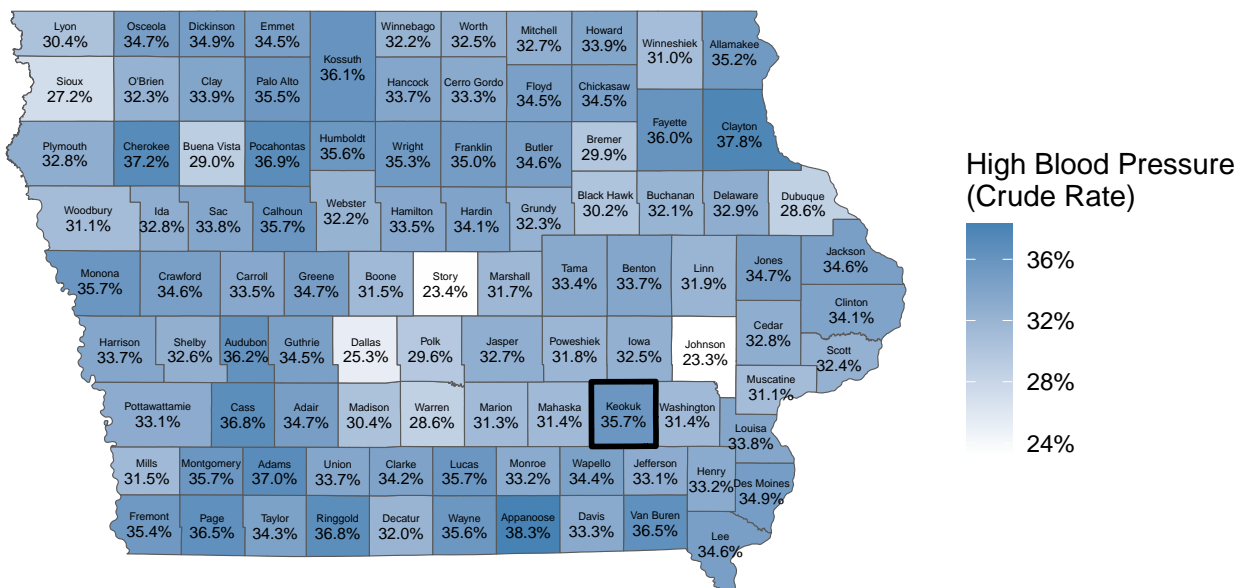 Lyon
30.4%
Osceola
34.7%
Dickinson
34.9%
Emmet
34.5%
Kossuth
36.1%
Winnebago
32.2%
Worth
32.5%
Mitchell
32.7%
Howard
33.9%
Winneshiek
31.0%
Allamakee
35.2%
Sioux
27.2%
O'Brien
32.3%
Clay
33.9%
Palo Alto
35.5%
Hancock
33.7%
Cerro Gordo
33.3%
Floyd
34.5%
Chickasaw
34.5%
Plymouth
32.8%
Cherokee
37.2%
Buena Vista
29.0%
Pocahontas
36.9%
Humboldt
35.6%
Wright
35.3%
Franklin
35.0%
Butler
34.6%
Bremer
29.9%
Fayette
36.0%
Clayton
37.8%
Woodbury
31.1%
Ida
32.8%
Sac
33.8%
Calhoun
35.7%
Webster
32.2%
Hamilton
33.5%
Hardin
34.1%
Grundy
32.3%
Black Hawk
30.2%
Buchanan
32.1%
Delaware
32.9%
Dubuque
28.6%
Monona
35.7%
Crawford
34.6%
Carroll
33.5%
Greene
34.7%
Boone
31.5%
Story
23.4%
Marshall
31.7%
Tama
33.4%
Benton
33.7%
Linn
31.9%
Jones
34.7%
Jackson
34.6%
Clinton
34.1%
Harrison
33.7%
Shelby
32.6%
Audubon
36.2%
Guthrie
34.5%
Dallas
25.3%
Polk
29.6%
Jasper
32.7%
Poweshiek
31.8%
Iowa
32.5%
Johnson
23.3%
Cedar
32.8%
Scott
32.4%
Muscatine
31.1%
Pottawattamie
33.1%
Cass
36.8%
Adair
34.7%
Madison
30.4%
Warren
28.6%
Marion
31.3%
Mahaska
31.4%
Keokuk
35.7%
Washington
31.4%
Louisa
33.8%
Mills
31.5%
Montgomery
35.7%
Adams
37.0%
Union
33.7%
Clarke
34.2%
Lucas
35.7%
Monroe
33.2%
Wapello
34.4%
Jefferson
33.1%
Henry
33.2%
Des Moines
34.9%
Fremont
35.4%
Page
36.5%
Taylor
34.3%
Ringgold
36.8%
Decatur
32.0%
Wayne
35.6%
Appanoose
38.3%
Davis
33.3%
Van Buren
36.5%
Lee
34.6%
High Blood Pressure
(Crude Rate)
36%
32%
28%
24%